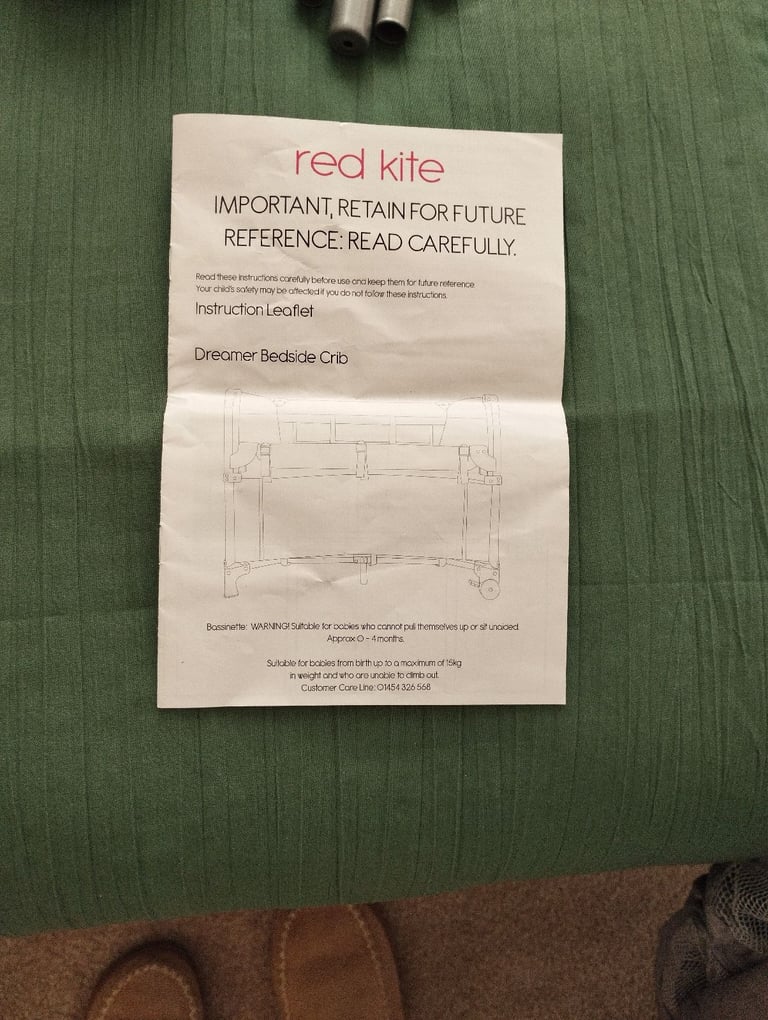 red kite
IMPORTANT, RETAIN FOR FUTURE
REFERENCE: READ CAREFULLY.
Read these instructions carefully before use and keep them for future reference.
Your child's safety may be affected if you do not follow these instructions.
Instruction Leaflet
Dreamer Bedside Crib
Bassinette: WARNING! Suitable for babies who cannot pull themselves up or sit unaided.
Approx 0 - 4 months.
Suitable for babies from birth up to a maximum of 15kg
in weight and who are unable to climb out.
Customer Care Line: 01454 326 568